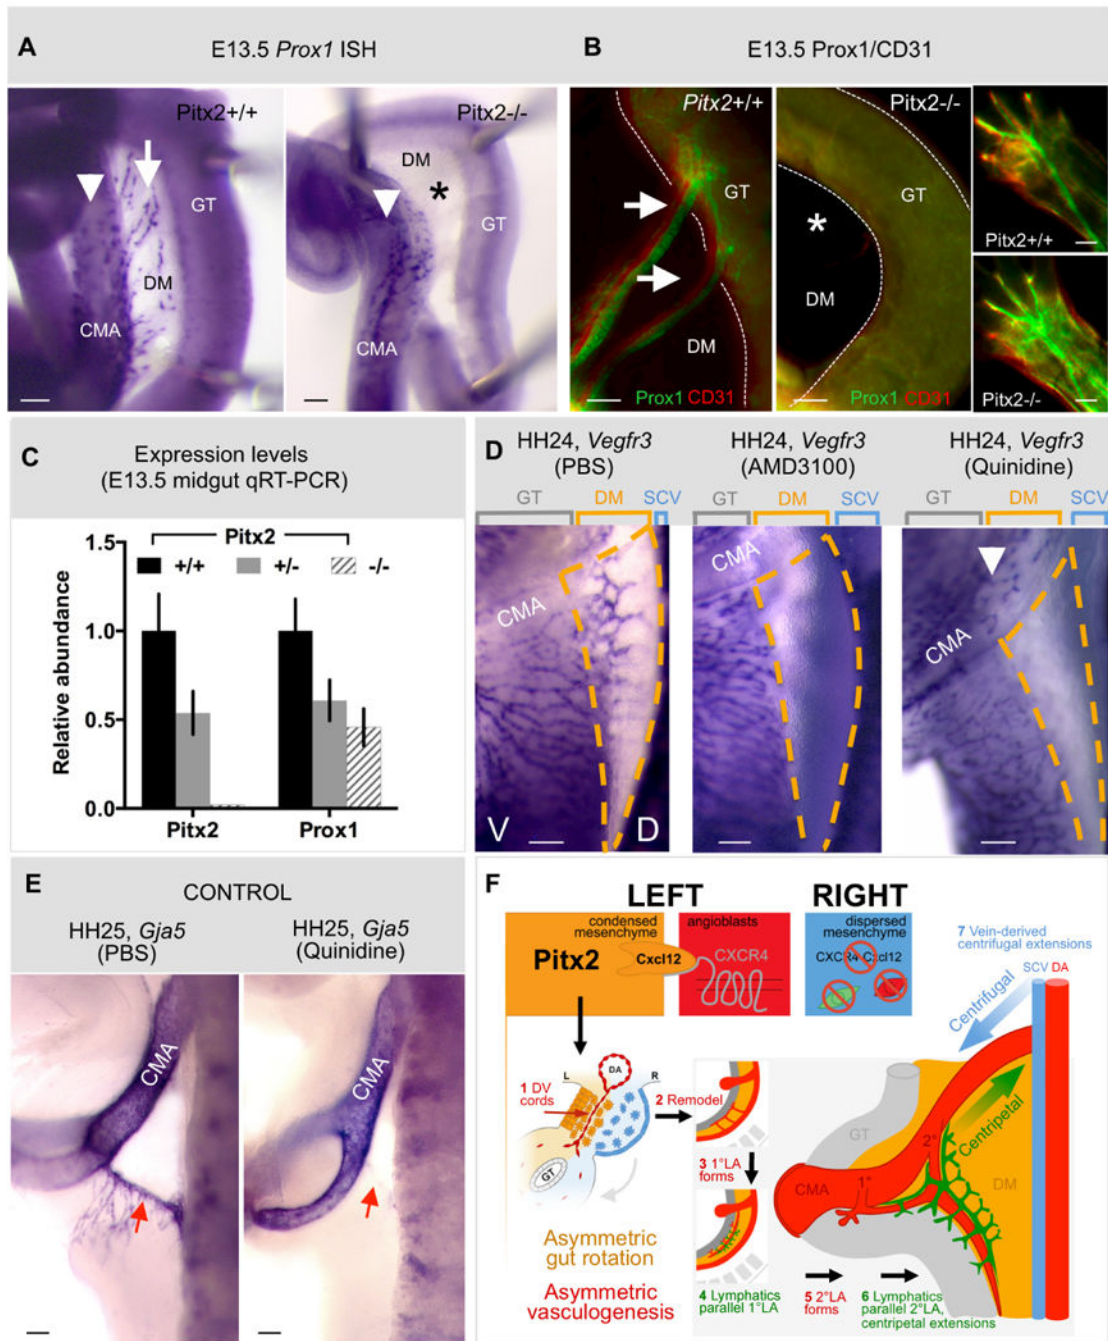 A
E13.5 Prox1 ISH
Pitx2+/+
GT
DM
CMA
Pitx2-/-
DM
*
GT
CMA
B
E13.5 Prox1/CD31
Pitx2+/+
GT
DM
Prox1 CD31
Pitx2-/-
GT
*
DM
Prox1 CD31
Pitx2+/+
Pitx2-/-
C
Expression levels
(E13.5 midgut qRT-PCR)
Pitx2
+/+ +/- -/-
Relative abundance
1.5
1.0
0.5
0.0
Pitx2 Prox1
D
HH24, Vegfr3
(PBS)
GT DM SCV
CMA
V D
HH24, Vegfr3
(AMD3100)
GT DM SCV
CMA
HH24, Vegfr3
(Quinidine)
GT DM SCV
CMA
E
CONTROL
HH25, Gja5
(PBS)
CMA
HH25, Gja5
(Quinidine)
CMA
F
LEFT RIGHT
condensed
mesenchyme
Pitx2
Cxcl12
angioblasts
CXCR4
dispersed
mesenchyme
CXCR4 Cxcl12
7 Vein-derived
centrifugal extensions
SCV DA
Centrifugal
Centripetal
L DA R
1 DV
cords
GT
2 Remodel
3 1°LA
forms
4 Lymphatics
parallel 1°LA
Asymmetric
gut rotation
Asymmetric
vasculogenesis
GT
CMA
1°
2°
DM
5 2°LA
forms
6 Lymphatics
parallel 2°LA,
centripetal extensions